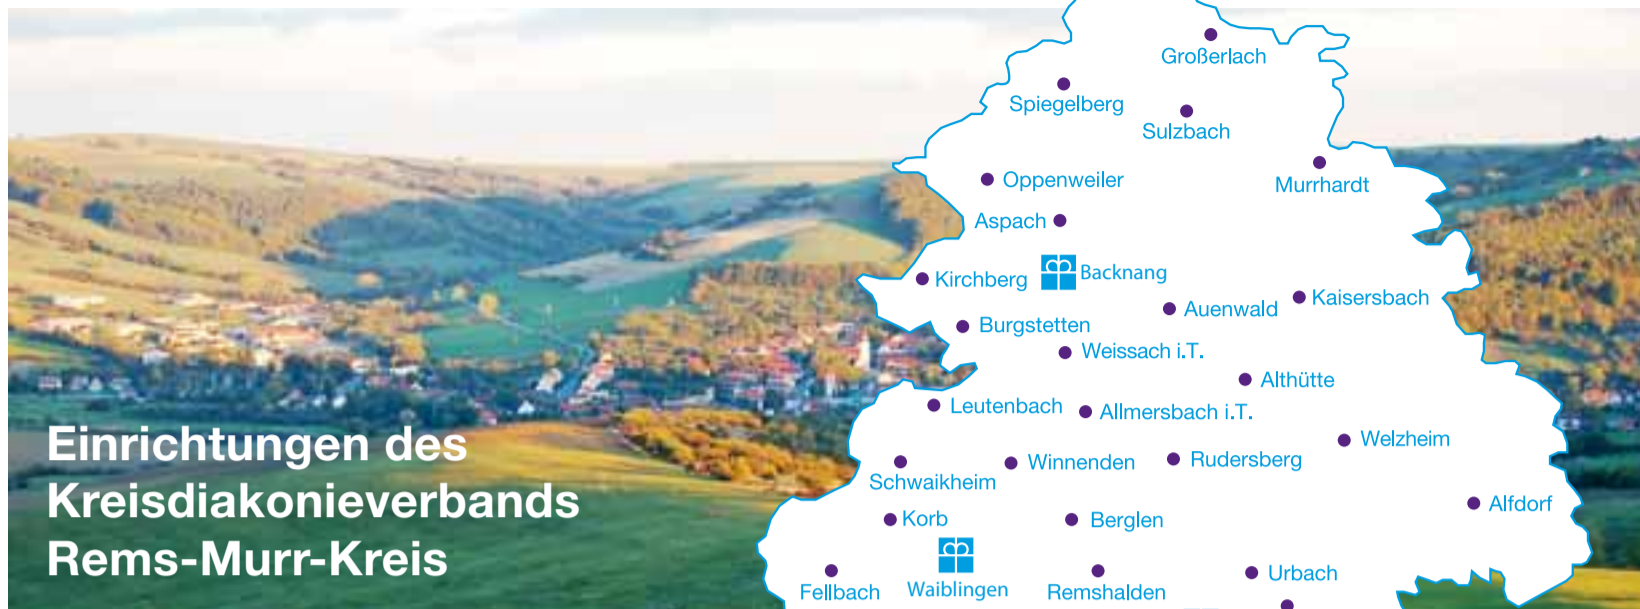 Einrichtungen des
Kreisdiakonieverbands
Rems-Murr-Kreis
Großerlach
Spiegelberg
Sulzbach
Oppenweiler
Murrhardt
Aspach
Backnang
Kirchberg
Auenwald
Kaisersbach
Burgstetten
Weissach i.T.
Althütte
Leutenbach
Allmersbach i.T.
Welzheim
Winnenden
Rudersberg
Schwaikheim
Alfdorf
Korb
Berglen
Urbach
Fellbach
Waiblingen
Remshalden